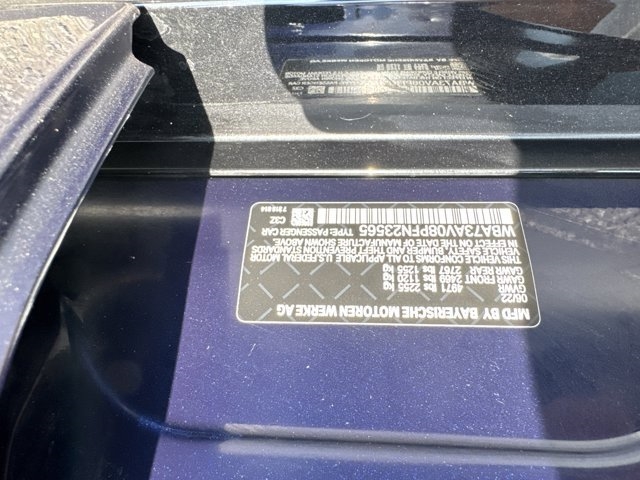 MFD BY BAYERISCHE MOTOREN WERKE AG
06/22
GVWR 4971 lbs 2255 KG
GAWR FRONT 2469 lbs 1120 KG
GAWR REAR 2767 lbs 1255 KG
THIS VEHICLE CONFORMS TO ALL APPLICABLE U.S. FEDERAL MOTOR
VEHICLE SAFETY, BUMPER, AND THEFT PREVENTION STANDARDS
IN EFFECT ON THE DATE OF MANUFACTURE SHOWN ABOVE.
WBA73AV08PFN23565 TYPE: PASSENGER CAR
C3Z